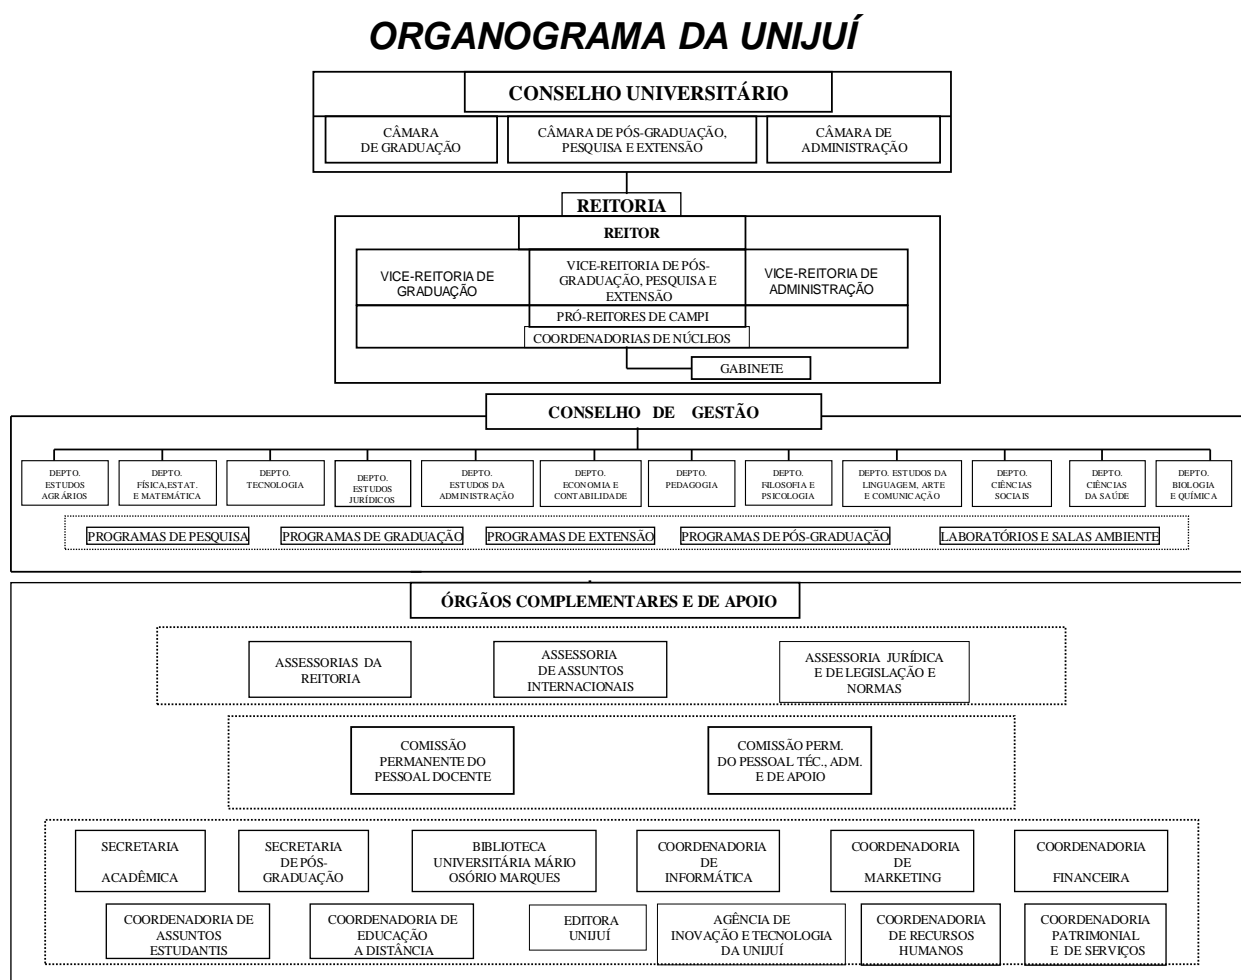 ORGANOGRAMA DA UNIJUÍ
CONSELHO UNIVERSITÁRIO
CÂMARA
DE GRADUAÇÃO
CÂMARA DE PÓS-GRADUAÇÃO,
PESQUISA E EXTENSÃO
CÂMARA DE
ADMINISTRAÇÃO
REITORIA
REITOR
VICE-REITORIA DE
GRADUAÇÃO
VICE-REITORIA DE PÓS-
GRADUAÇÃO, PESQUISA E
EXTENSÃO
VICE-REITORIA DE
ADMINISTRAÇÃO
PRÓ-REITORES DE CAMPI
COORDENADORIAS DE NÚCLEOS
GABINETE
CONSELHO DE GESTÃO
DEPTO.
ESTUDOS
AGRÁRIOS
DEPTO.
FÍSICA,ESTAT.
E MATEMÁTICA
DEPTO.
TECNOLOGIA
DEPTO.
ESTUDOS
JURÍDICOS
DEPTO.
ESTUDOS DA
ADMINISTRAÇÃO
DEPTO.
ECONOMIA E
CONTABILIDADE
DEPTO.
PEDAGOGIA
DEPTO.
FILOSOFIA E
PSICOLOGIA
DEPTO. ESTUDOS DA
LINGUAGEM, ARTE
E COMUNICAÇÃO
DEPTO.
CIÊNCIAS
SOCIAIS
DEPTO.
CIÊNCIAS
DA SAÚDE
DEPTO.
BIOLOGIA
E QUÍMICA
PROGRAMAS DE PESQUISA
PROGRAMAS DE GRADUAÇÃO
PROGRAMAS DE EXTENSÃO
PROGRAMAS DE PÓS-GRADUAÇÃO
LABORATÓRIOS E SALAS AMBIENTE
ÓRGÃOS COMPLEMENTARES E DE APOIO
ASSESSORIAS DA
REITORIA
ASSESSORIA
DE ASSUNTOS
INTERNACIONAIS
ASSESSORIA JURÍDICA
E DE LEGISLAÇÃO E
NORMAS
COMISSÃO
PERMANENTE DO
PESSOAL DOCENTE
COMISSÃO PERM.
DO PESSOAL TÉC., ADM.
E DE APOIO
SECRETARIA
ACADÊMICA
SECRETARIA
DE PÓS-
GRADUAÇÃO
BIBLIOTECA
UNIVERSITÁRIA MÁRIO
OSÓRIO MARQUES
COORDENADORIA
DE
INFORMÁTICA
COORDENADORIA
DE
MARKETING
COORDENADORIA
FINANCEIRA
COORDENADORIA DE
ASSUNTOS
ESTUDANTIS
COORDENADORIA DE
EDUCAÇÃO
A DISTÂNCIA
EDITORA
UNIJUÍ
AGÊNCIA DE
INOVAÇÃO E TECNOLOGIA
DA UNIJUÍ
COORDENADORIA
DE RECURSOS
HUMANOS
COORDENADORIA
PATRIMONIAL
E DE SERVIÇOS